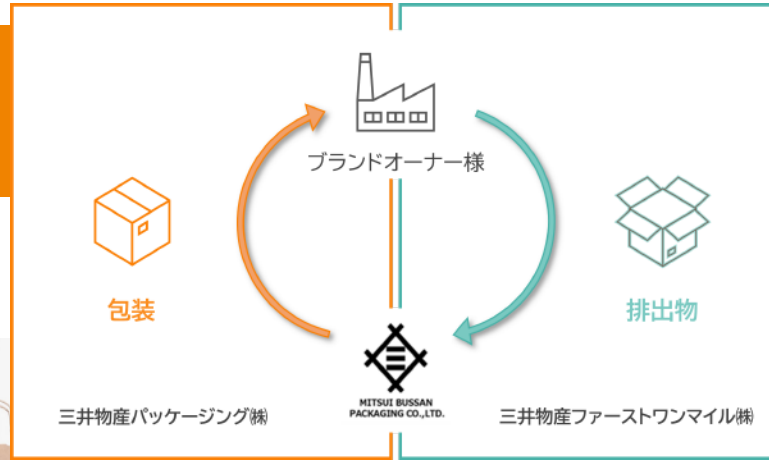 ブランドオーナー様
包装
排出物
MITSUI BUSSAN
PACKAGING CO.,LTD.
三井物産パッケージング㈱
三井物産ファーストワンマイル㈱